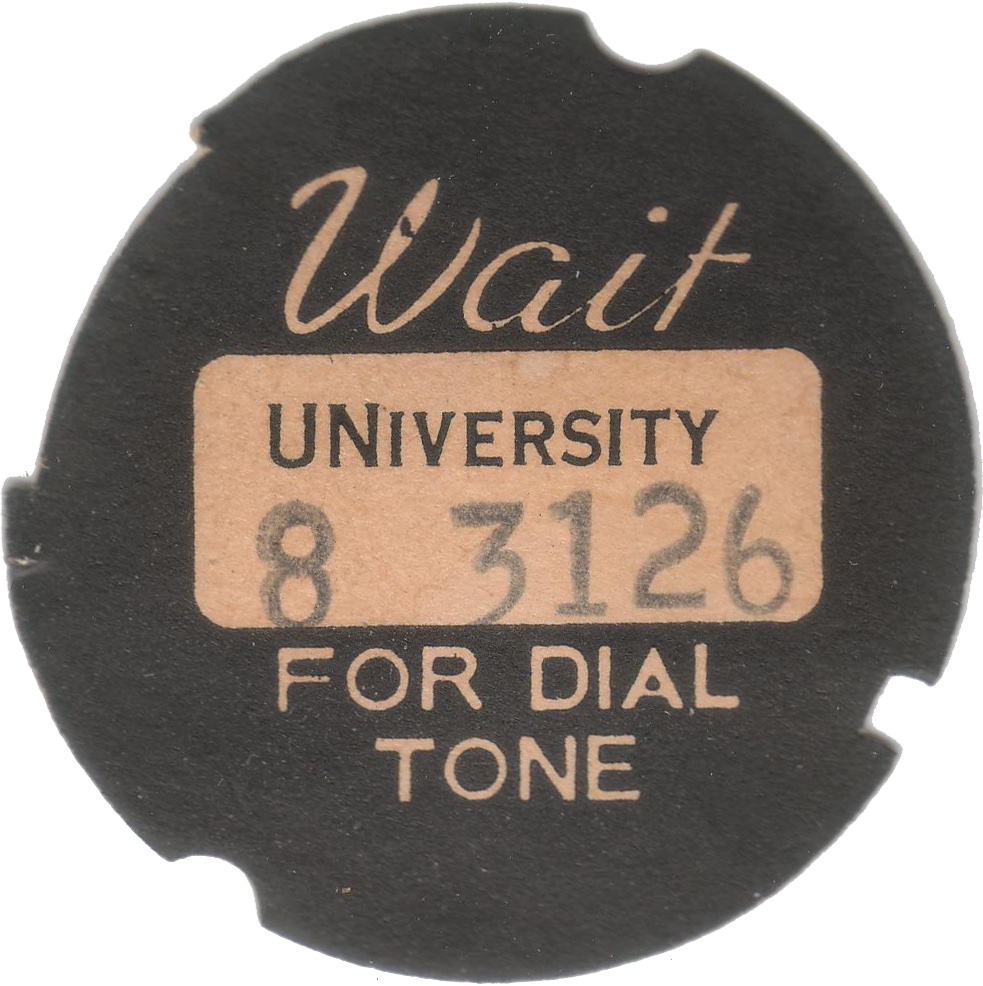 Wait
UNIVERSITY
8 3126
FOR DIAL
TONE